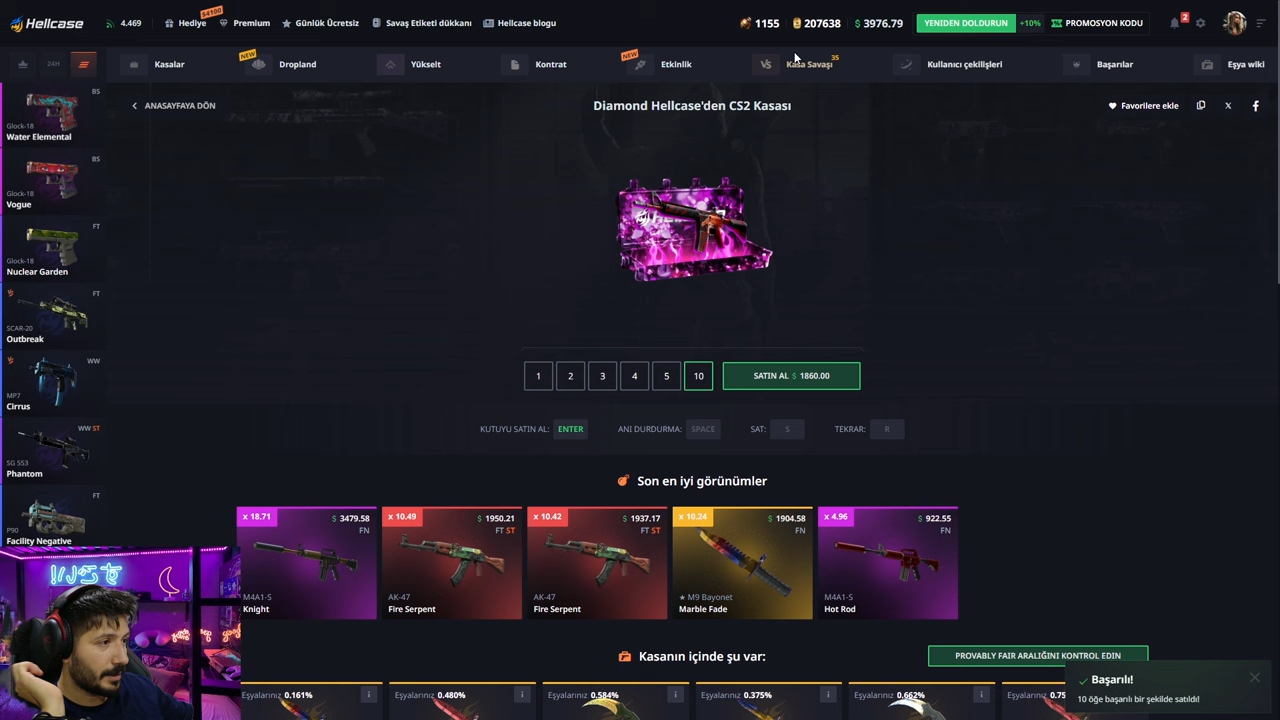 Hellcase
4.469
Hediye
$4100
Premium
Günlük Ücretsiz
Savaş Etiketi dükkanı
Hellcase blogu
1155
207638
$ 3976.79
YENİDEN DOLDURUN
+10%
PROMOSYON KODU
2
24H
Kasalar
NEW
Dropland
Yükselt
Kontrat
NEW
Etkinlik
VS
Kasa Savaşı
35
Kullanıcı çekilişleri
Başarılar
Eşya wiki
ANASAYFAYA DÖN
Diamond Hellcase'den CS2 Kasası
Favorilere ekle
BS
Glock-18
Water Elemental
BS
Glock-18
Vogue
FT
Glock-18
Nuclear Garden
FT
SCAR-20
Outbreak
WW
MP7
Cirrus
WW ST
SG 553
Phantom
FT
P90
Facility Negative
1
2
3
4
5
10
SATIN AL $ 1860.00
KUTUYU SATIN AL: ENTER
ANI DURDURMA: SPACE
SAT: S
TEKRAR: R
Son en iyi görünümler
x 18.71
$ 3479.58
FN
M4A1-S
Knight
x 10.49
$ 1950.21
FT ST
AK-47
Fire Serpent
x 10.42
$ 1937.17
FT ST
AK-47
Fire Serpent
x 10.24
$ 1904.58
FN
★ M9 Bayonet
Marble Fade
x 4.96
$ 922.55
FN
M4A1-S
Hot Rod
Kasanın içinde şu var:
PROVABLY FAIR ARALIĞINI KONTROL EDIN
Eşyalarınız 0.161%
Eşyalarınız 0.480%
Eşyalarınız 0.584%
Eşyalarınız 0.375%
Eşyalarınız 0.662%
Eşyalarınız
Başarılı!
10 öğe başarılı bir şekilde satıldı!